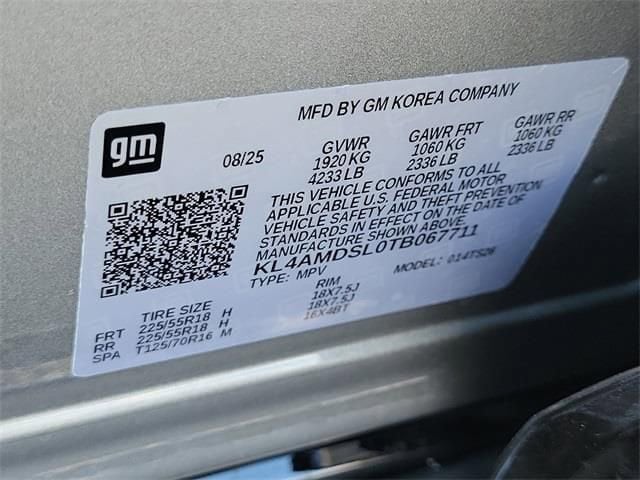 MFD BY GM KOREA COMPANY
gm
08/25
GVWR GAWR FRT GAWR RR
1920 KG 1060 KG 1060 KG
4233 LB 2336 LB 2336 LB
THIS VEHICLE CONFORMS TO ALL
APPLICABLE U.S. FEDERAL MOTOR
VEHICLE SAFETY AND THEFT PREVENTION
STANDARDS IN EFFECT ON THE DATE OF
MANUFACTURE SHOWN ABOVE.
KL4AMDSL0TB067711
TYPE: MPV MODEL: 014TS26
TIRE SIZE RIM
FRT 225/55R18 H 18X7.5J
RR 225/55R18 H 18X7.5J
SPA T125/70R16 M 16X4BT